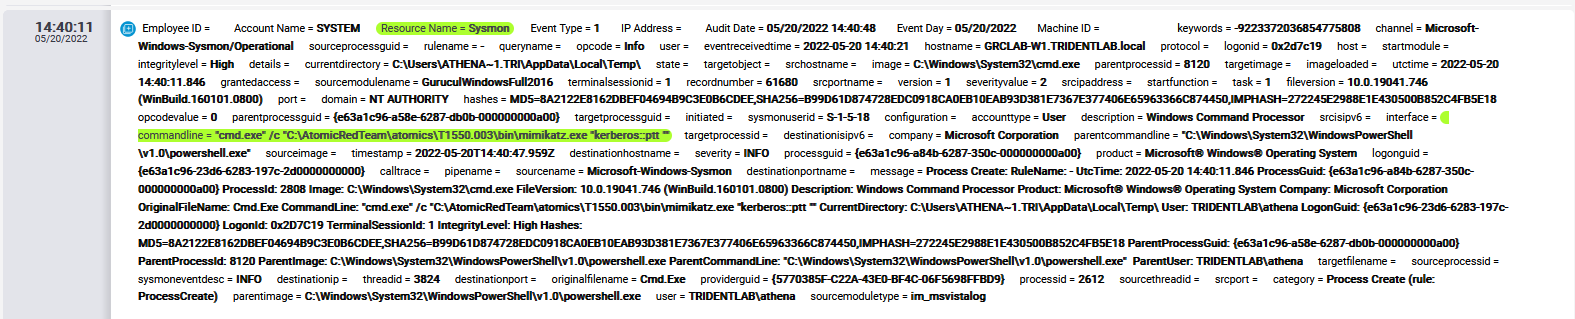 14:40:11
05/20/2022
Employee ID = Account Name = SYSTEM Resource Name = Sysmon Event Type = 1 IP Address = Audit Date = 05/20/2022 14:40:48 Event Day = 05/20/2022 Machine ID = keywords = -9223372036854775808 channel = Microsoft-
Windows-Sysmon/Operational sourceprocessguid = rulename = - queryname = opcode = Info user = eventreceivedtime = 2022-05-20 14:40:21 hostname = GRCLAB-W1.TRIDENTLAB.local protocol = logonid = 0x2d7c19 host = startmodule =
integritylevel = High details = currentdirectory = C:\Users\ATHENA~1.TRI\AppData\Local\Temp\ state = targetobject = srchostname = image = C:\Windows\System32\cmd.exe parentprocessid = 8120 targetimage = imageloaded = utctime = 2022-05-20
14:40:11.846 grantedaccess = sourcemodulename = GuruculWindowsFull2016 terminalsessionid = 1 recordnumber = 61680 srcportname = version = 1 severityvalue = 2 srcipaddress = startfunction = task = 1 fileversion = 10.0.19041.746
(WinBuild.160101.0800) port = domain = NT AUTHORITY hashes = MD5=8A2122E8162DBEF04694B9C3E0B6CDEE,SHA256=B99D61D874728EDC0918CA0EB10EAB93D381E7367E377406E65963366C874450,IMPHASH=272245E2988E1E430500B852C4FB5E18
opcodevalue = 0 parentprocessguid = {e63a1c96-a58e-6287-db0b-000000000a00} targetprocessguid = initiated = sysmonuserid = S-1-5-18 configuration = accounttype = User description = Windows Command Processor srcisipv6 = interface =
commandline = "cmd.exe" /c "C:\AtomicRedTeam\atomics\T1550.003\bin\mimikatz.exe "kerberos::ptt "" targetprocessid = destinationisipv6 = company = Microsoft Corporation parentcommandline = "C:\Windows\System32\WindowsPowerShell
\v1.0\powershell.exe" sourceimage = timestamp = 2022-05-20T14:40:47.959Z destinationhostname = severity = INFO processguid = {e63a1c96-a84b-6287-350c-000000000a00} product = Microsoft® Windows® Operating System logonguid =
{e63a1c96-23d6-6283-197c-2d0000000000} calltrace = pipename = sourcename = Microsoft-Windows-Sysmon destinationportname = message = Process Create: RuleName: - UtcTime: 2022-05-20 14:40:11.846 ProcessGuid: {e63a1c96-a84b-6287-350c-
000000000a00} ProcessId: 2808 Image: C:\Windows\System32\cmd.exe FileVersion: 10.0.19041.746 (WinBuild.160101.0800) Description: Windows Command Processor Product: Microsoft® Windows® Operating System Company: Microsoft Corporation
OriginalFileName: Cmd.Exe CommandLine: "cmd.exe" /c "C:\AtomicRedTeam\atomics\T1550.003\bin\mimikatz.exe "kerberos::ptt "" CurrentDirectory: C:\Users\ATHENA~1.TRI\AppData\Local\Temp\ User: TRIDENTLAB\athena LogonGuid: {e63a1c96-23d6-6283-197c-
2d0000000000} LogonId: 0x2D7C19 TerminalSessionId: 1 IntegrityLevel: High Hashes:
MD5=8A2122E8162DBEF04694B9C3E0B6CDEE,SHA256=B99D61D874728EDC0918CA0EB10EAB93D381E7367E377406E65963366C874450,IMPHASH=272245E2988E1E430500B852C4FB5E18 ParentProcessGuid: {e63a1c96-a58e-6287-db0b-000000000a00}
ParentProcessId: 8120 ParentImage: C:\Windows\System32\WindowsPowerShell\v1.0\powershell.exe ParentCommandLine: "C:\Windows\System32\WindowsPowerShell\v1.0\powershell.exe" ParentUser: TRIDENTLAB\athena targetfilename = sourceprocessid =
sysmoneventdesc = INFO destinationip = threadid = 3824 destinationport = originalfilename = Cmd.Exe providerguid = {5770385F-C22A-43E0-BF4C-06F5698FFBD9} processid = 2612 sourcethreadid = srcport = category = Process Create (rule:
ProcessCreate) parentimage = C:\Windows\System32\WindowsPowerShell\v1.0\powershell.exe user = TRIDENTLAB\athena sourcemoduletype = im_msvistalog